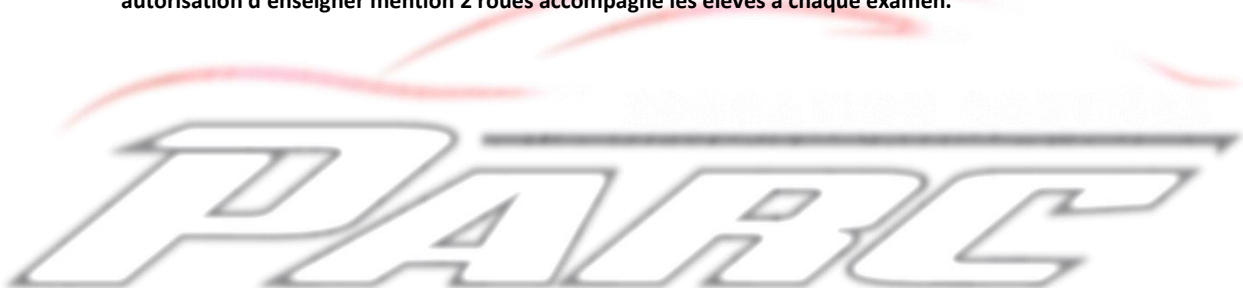 autorisation d'enseigner mention 2 roues accompagne les élèves à chaque examen.
PARC